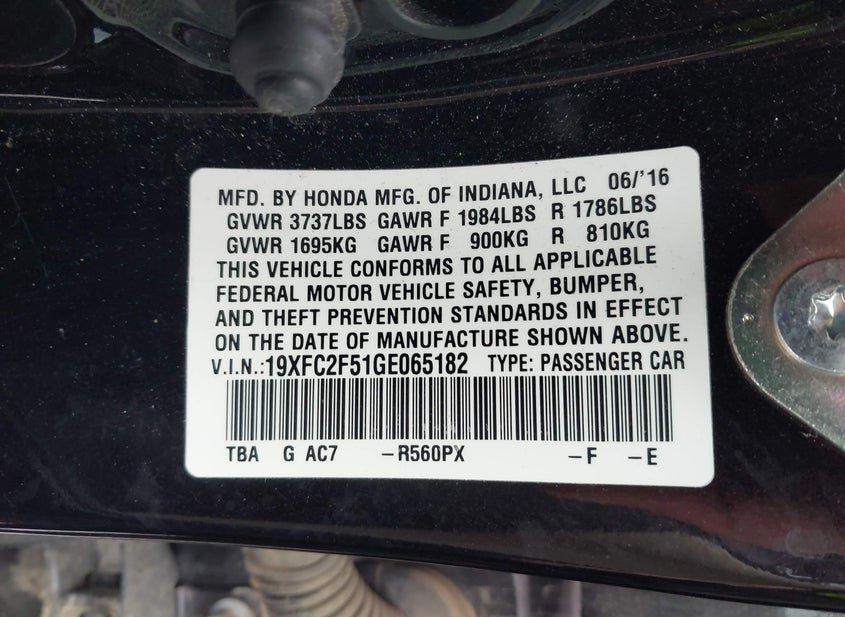 MFD. BY HONDA MFG. OF INDIANA, LLC 06/'16
GVWR 3737LBS GAWR F 1984LBS R 1786LBS
GVWR 1695KG GAWR F 900KG R 810KG
THIS VEHICLE CONFORMS TO ALL APPLICABLE
FEDERAL MOTOR VEHICLE SAFETY, BUMPER,
AND THEFT PREVENTION STANDARDS IN EFFECT
ON THE DATE OF MANUFACTURE SHOWN ABOVE.
V.I.N.:19XFC2F51GE065182 TYPE: PASSENGER CAR
TBA G AC7 -R560PX -F -E